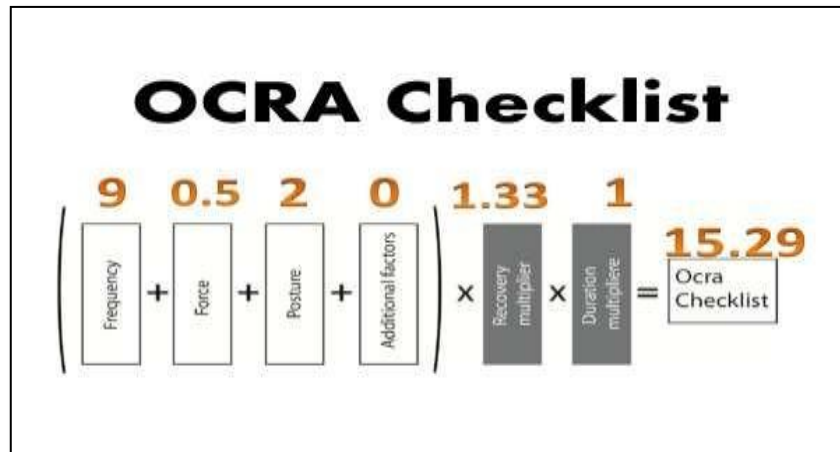 OCRA Checklist
9 0.5 2 0 1.33 1 15.29
( Frequency + Force + Posture + Additional factors ) x Recovery multiplier x Duration multipliere = Ocra Checklist